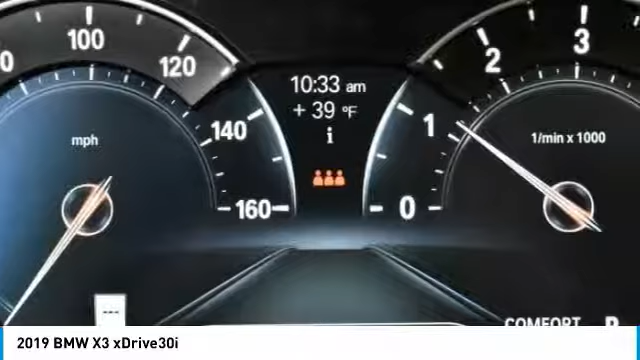 0 100 120 140 160
mph
10:33 am
+ 39 °F
i
0 1 2 3
1/min x 1000
---
COMFORT
2019 BMW X3 xDrive30i